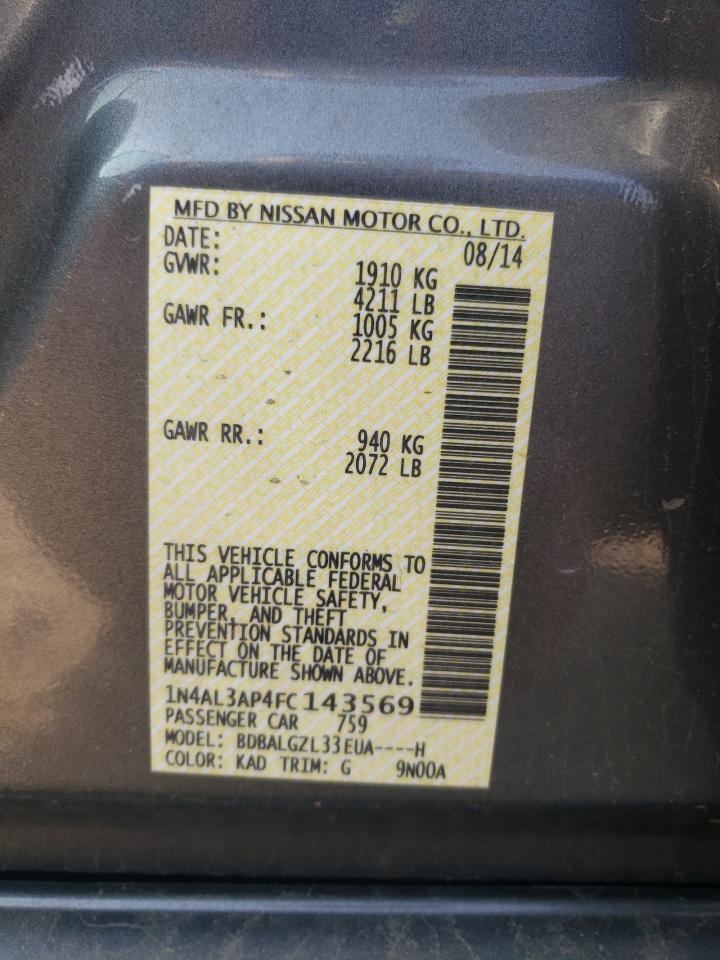 MFD BY NISSAN MOTOR CO., LTD.
DATE: 08/14
GVWR: 1910 KG
4211 LB
GAWR FR.: 1005 KG
2216 LB
GAWR RR.: 940 KG
2072 LB
THIS VEHICLE CONFORMS TO
ALL APPLICABLE FEDERAL
MOTOR VEHICLE SAFETY,
BUMPER, AND THEFT
PREVENTION STANDARDS IN
EFFECT ON THE DATE OF
MANUFACTURE SHOWN ABOVE.
1N4AL3AP4FC143569
PASSENGER CAR 759
MODEL: BDBALGZL33EUA----H
COLOR: KAD TRIM: G 9N00A